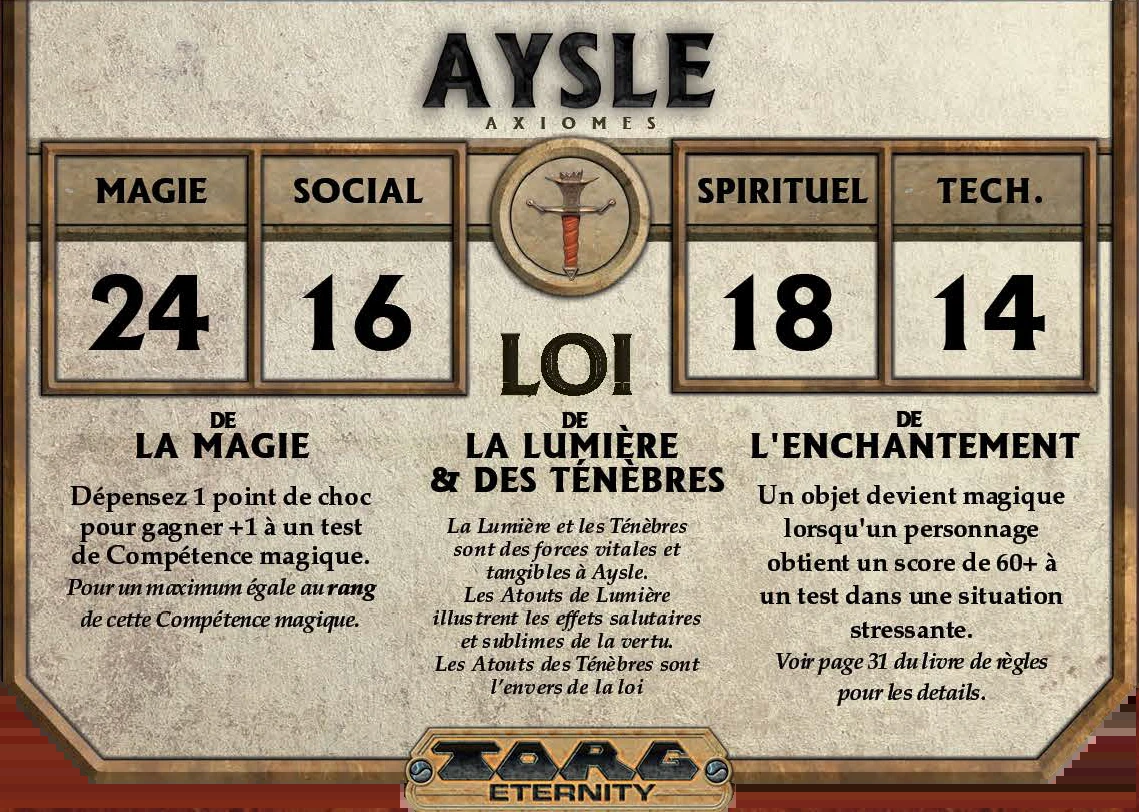 AYSLE
AXIOMES
MAGIE
24
SOCIAL
16
SPIRITUEL
18
TECH.
14
LOI
DE
LA MAGIE
Dépensez 1 point de choc
pour gagner +1 à un test
de Compétence magique.
Pour un maximum égale au rang
de cette Compétence magique.
DE
LA LUMIÈRE
& DES TÉNÈBRES
La Lumière et les Ténèbres
sont des forces vitales et
tangibles à Aysle.
Les Atouts de Lumière
illustrent les effets salutaires
et sublimes de la vertu.
Les Atouts des Ténèbres sont
l'envers de la loi
DE
L'ENCHANTEMENT
Un objet devient magique
lorsqu'un personnage
obtient un score de 60+ à
un test dans une situation
stressante.
Voir page 31 du livre de règles
pour les details.
TORG
ETERNITY